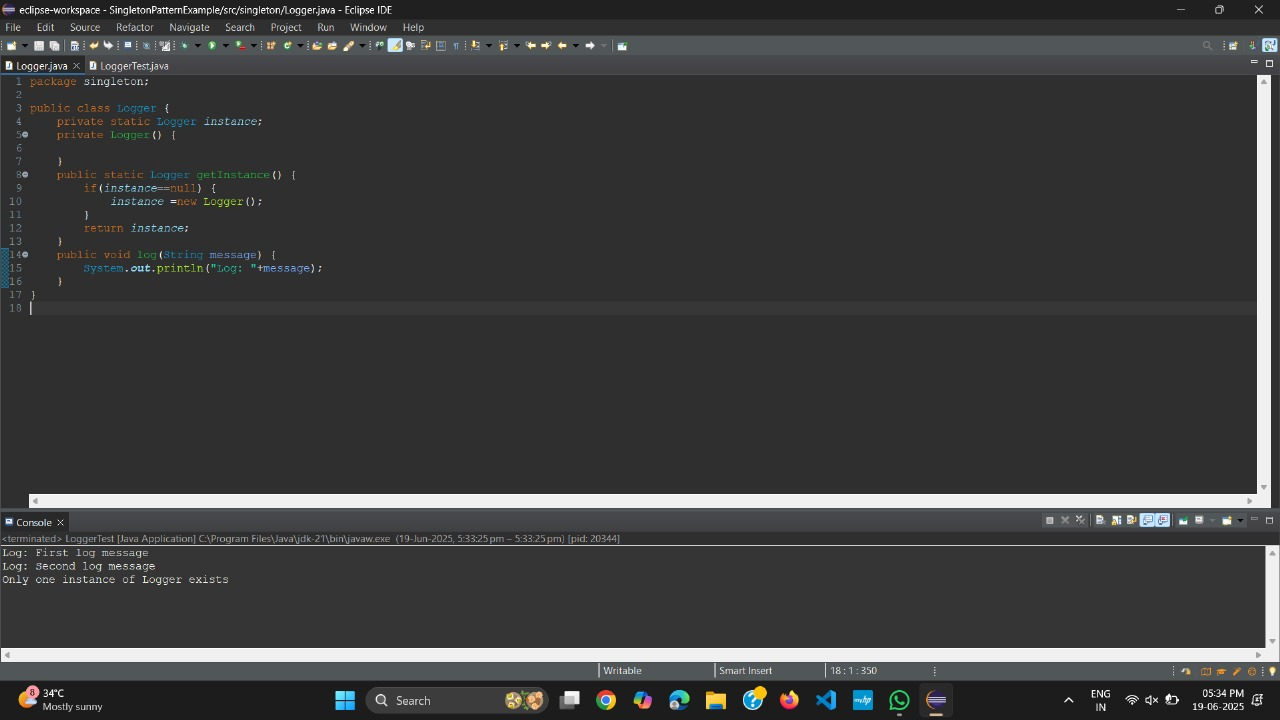 eclipse-workspace - SingletonPatternExample/src/singleton/Logger.java - Eclipse IDE
File Edit Source Refactor Navigate Search Project Run Window Help
Logger.java LoggerTest.java
1 package singleton;
2
3 public class Logger {
4     private static Logger instance;
5     private Logger() {
6
7     }
8     public static Logger getInstance() {
9         if(instance==null) {
10             instance =new Logger();
11         }
12         return instance;
13     }
14     public void log(String message) {
15         System.out.println("Log: "+message);
16     }
17 }
18
Console
<terminated> LoggerTest [Java Application] C:\Program Files\Java\jdk-21\bin\javaw.exe (19-Jun-2025, 5:33:25 pm – 5:33:25 pm) [pid: 20344]
Log: First log message
Log: Second log message
Only one instance of Logger exists
Writable Smart Insert 18 : 1 : 350
8 34°C
Mostly sunny
Search
myhp
ENG
IN
05:34 PM
19-06-2025